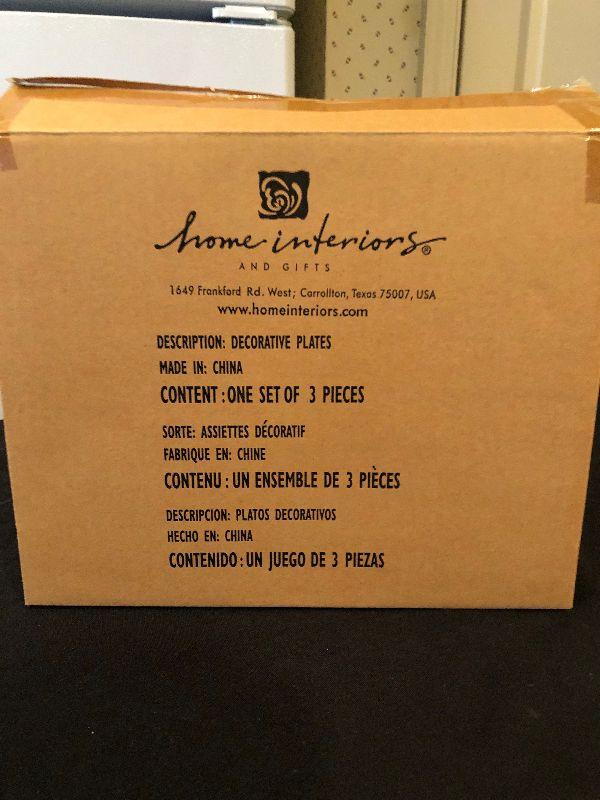 home interiors®
AND GIFTS
1649 Frankford Rd. West; Carrollton, Texas 75007, USA
www.homeinteriors.com
DESCRIPTION: DECORATIVE PLATES
MADE IN: CHINA
CONTENT: ONE SET OF 3 PIECES
SORTE: ASSIETTES DÉCORATIF
FABRIQUE EN: CHINE
CONTENU: UN ENSEMBLE DE 3 PIÈCES
DESCRIPCION: PLATOS DECORATIVOS
HECHO EN: CHINA
CONTENIDO: UN JUEGO DE 3 PIEZAS